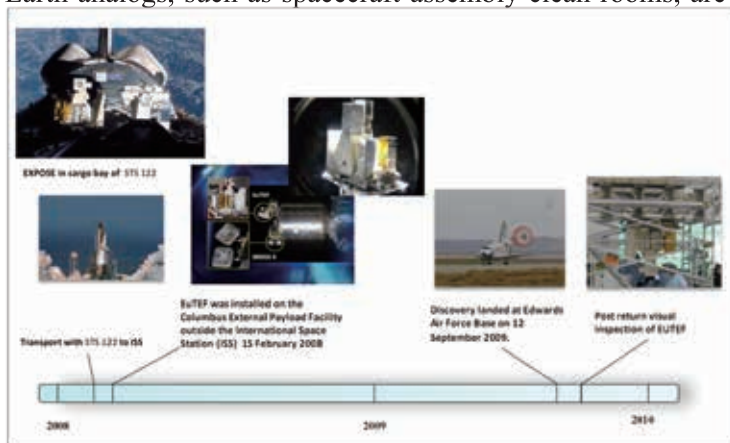 Earth analogs, such as spacecraft assembly clean rooms, are
EXPOSE in cargo bay of STS 122
EuTEF
Transport with STS 122 to ISS
EuTEF was installed on the
Columbus External Payload Facility
outside the International Space
Station (ISS) 15 February 2008
Discovery landed at Edwards
Air Force Base on 12
September 2009.
Post return visual
inspection of EUTEF
2008
2009
2010